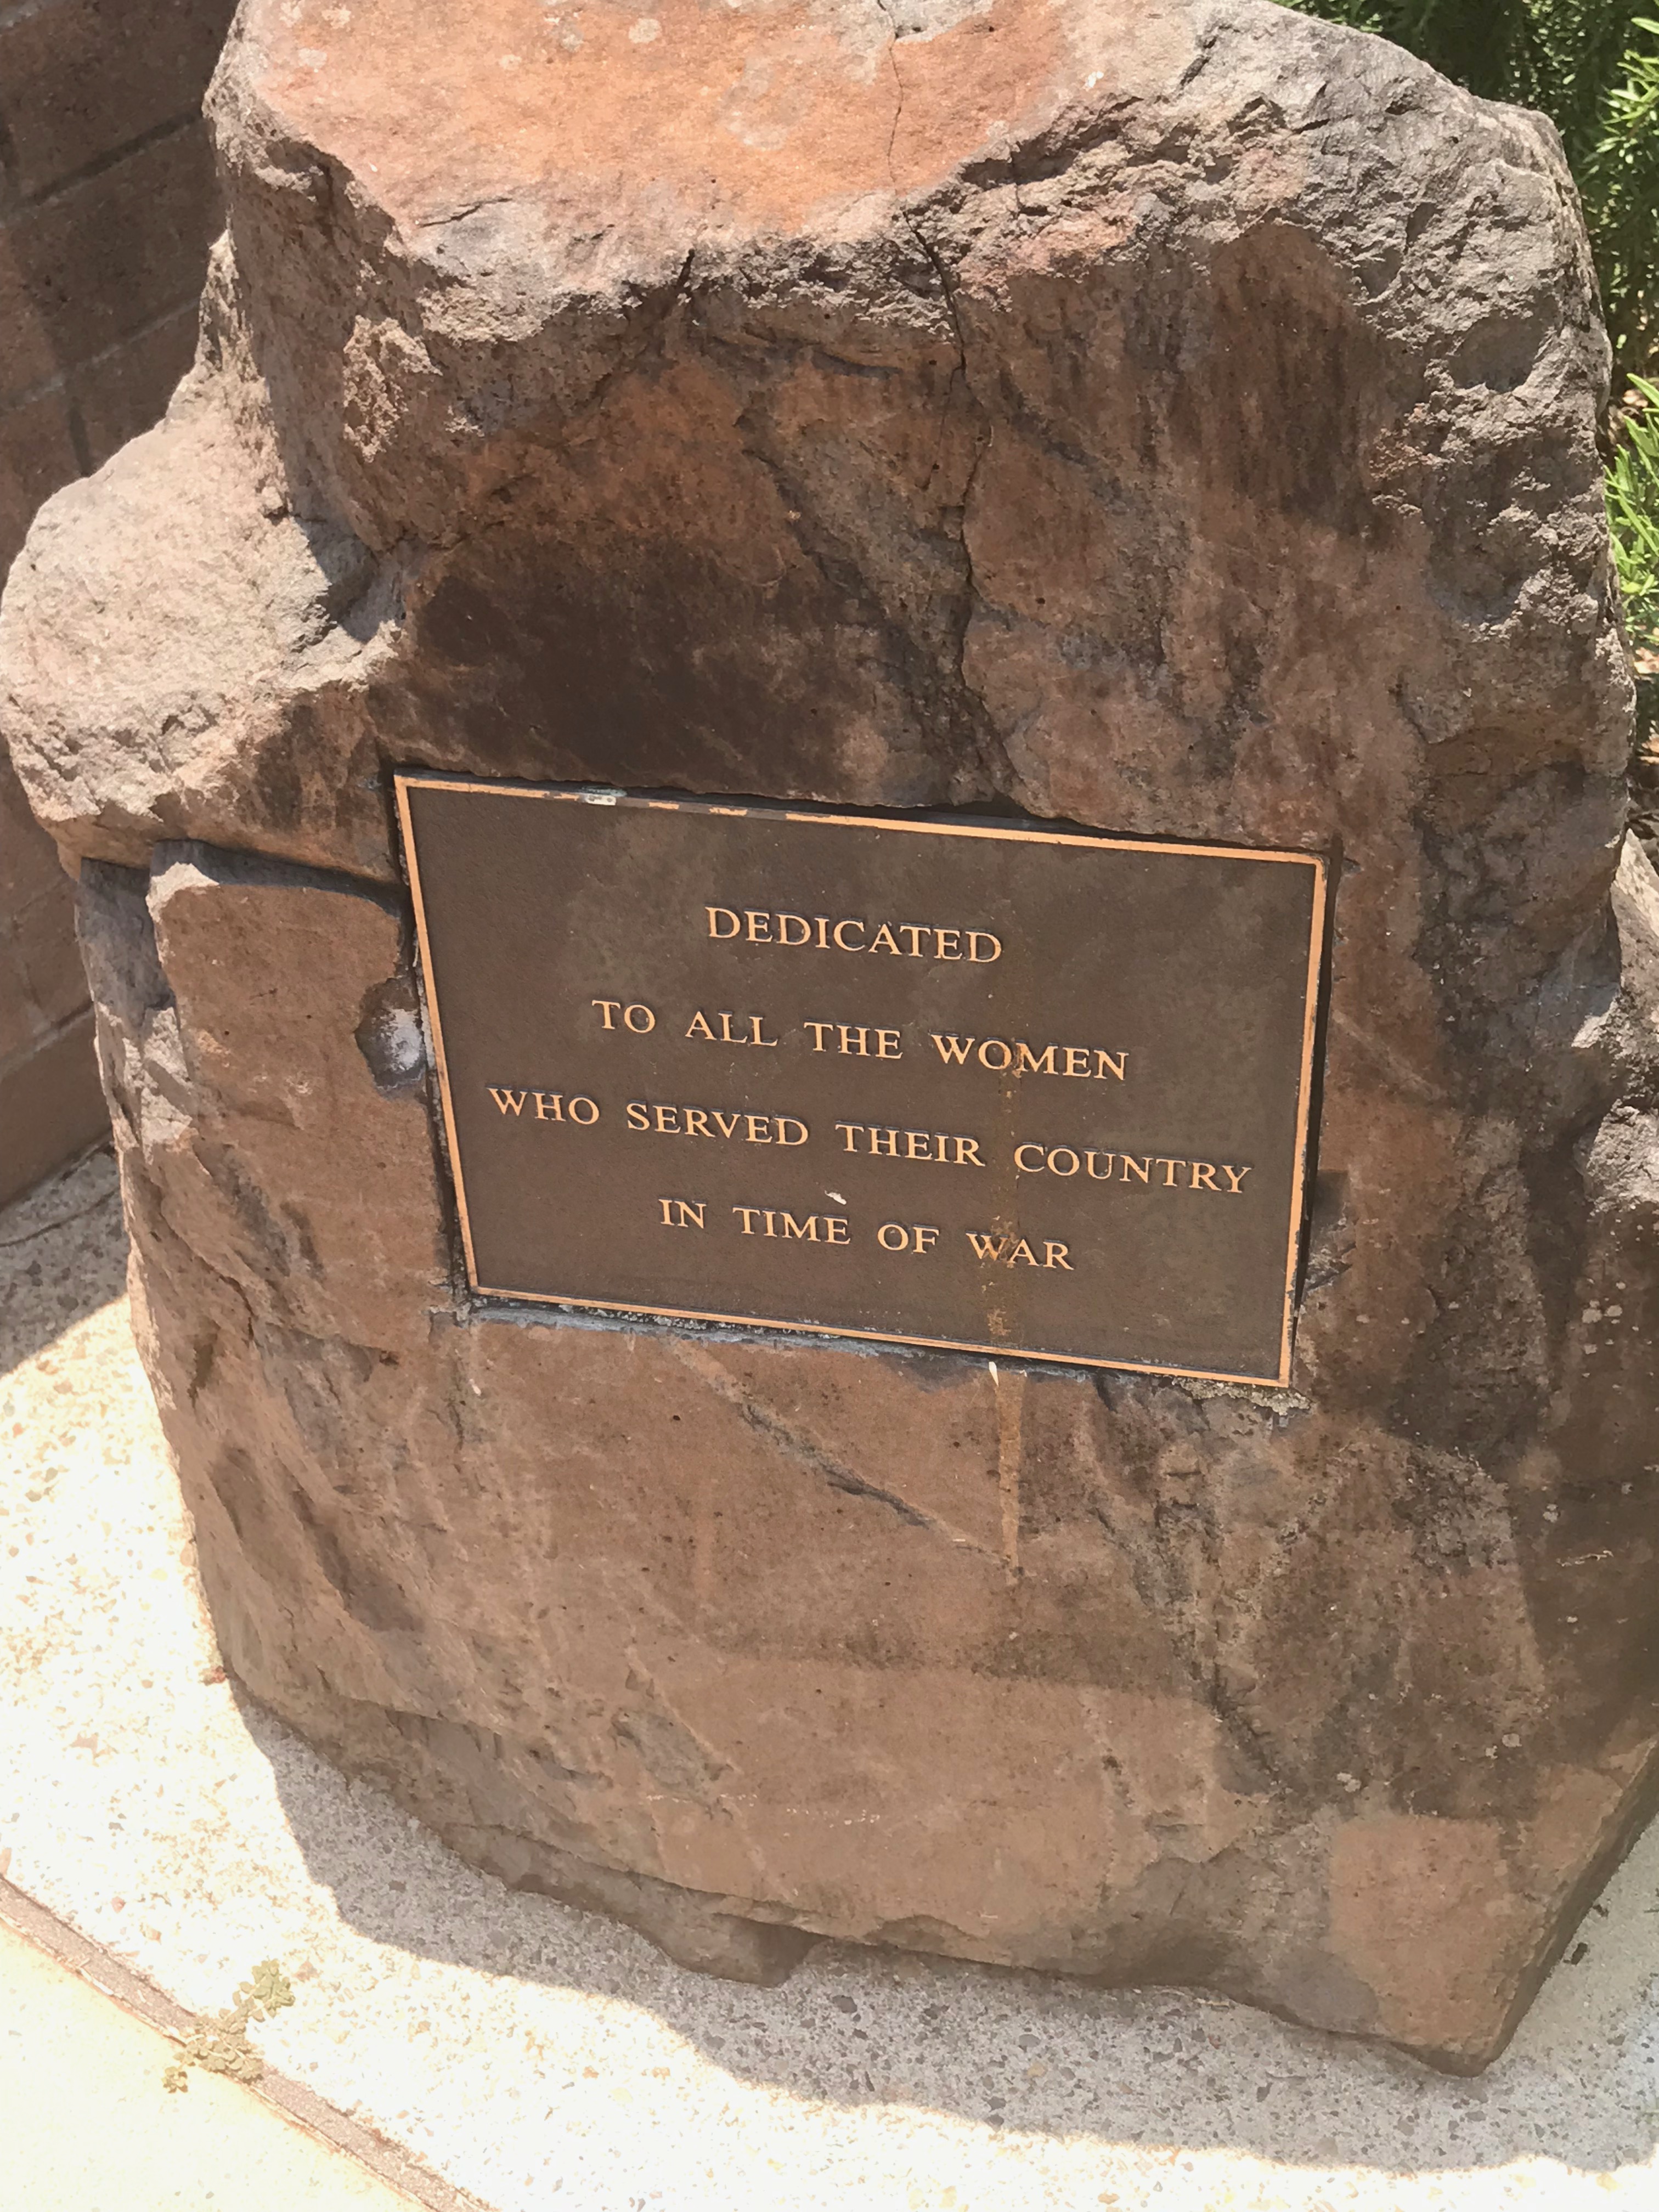 DEDICATED
TO ALL THE WOMEN
WHO SERVED THEIR COUNTRY
IN TIME OF WAR